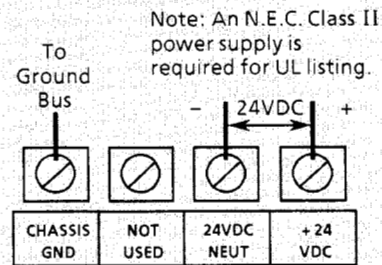 Note: An N.E.C. Class II
power supply is
required for UL listing.
To
Ground
Bus
- 24VDC +
CHASSIS
GND
NOT
USED
24VDC
NEUT
+24
VDC